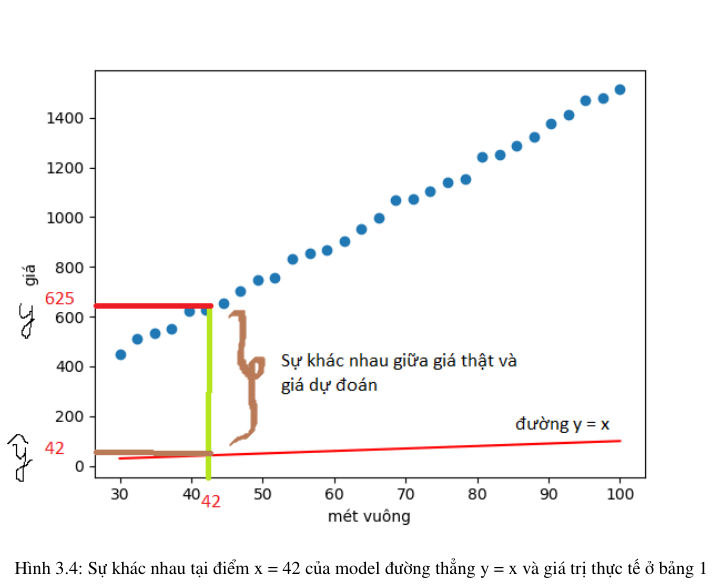 1400
1200
1000
800
giá
625
y
600
Sự khác nhau giữa giá thật và
giá dự đoán
400
200
đường y = x
ŷ
42
0
30
40
42
50
60
70
80
90
100
mét vuông
Hình 3.4: Sự khác nhau tại điểm x = 42 của model đường thẳng y = x và giá trị thực tế ở bảng 1